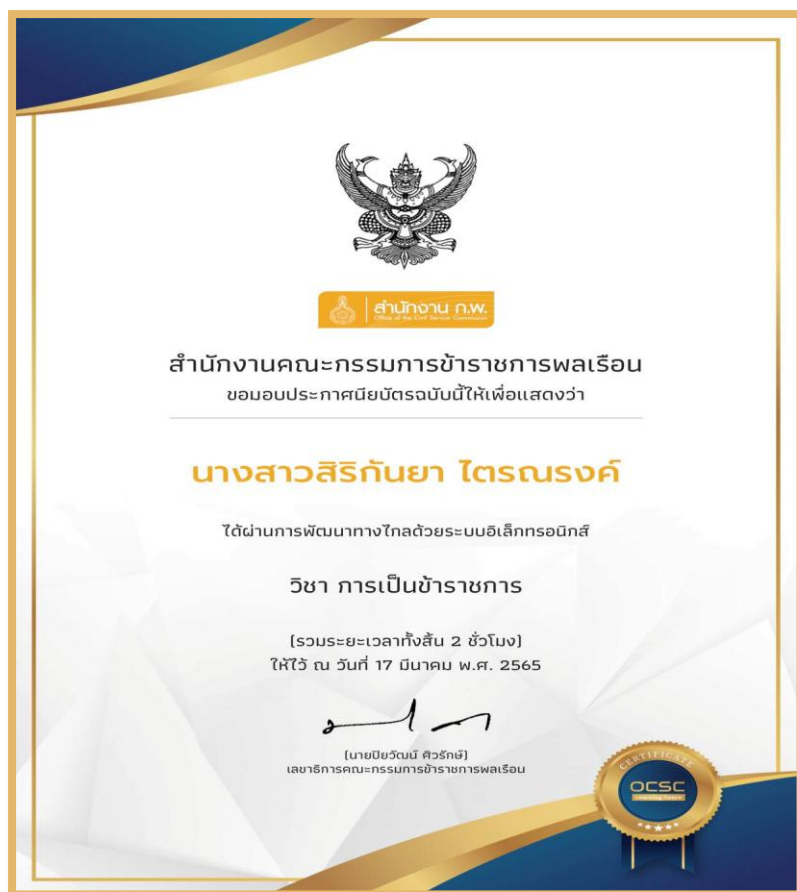 สำนักงาน ก.พ.
Office of the Civil Service Commission
สำนักงานคณะกรรมการข้าราชการพลเรือน
ขอมอบประกาศนียบัตรฉบับนี้ให้เพื่อแสดงว่า
นางสาวสิริกันยา ไตรณรงค์
ได้ผ่านการพัฒนาทางไกลด้วยระบบอิเล็กทรอนิกส์
วิชา การเป็นข้าราชการ
(รวมระยะเวลาทั้งสิ้น 2 ชั่วโมง)
ให้ไว้ ณ วันที่ 17 มีนาคม พ.ศ. 2565
(นายปิยวัฒน์ ศิวรักษ์)
เลขาธิการคณะกรรมการข้าราชการพลเรือน
CERTIFICATE
OCSC
Learning Space